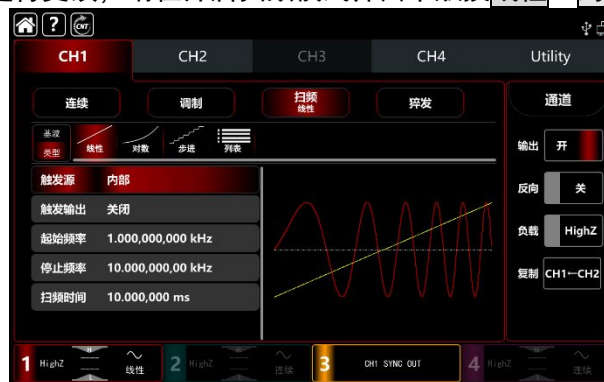 ? CNT
CH1 CH2 CH3 CH4 Utility
连续 调制 扫频 猝发 通道
线性
基波
类型 线性 对数 步进 列表
输出 开
触发源 内部
反向 关
触发输出 关闭
负载 HighZ
起始频率 1.000,000,000 kHz
停止频率 10.000,000,00 kHz
复制 CH1←CH2
扫频时间 10.000,000 ms
1 HighZ 线性 2 HighZ 连续 3 CH1 SYNC OUT 4 HighZ 连续